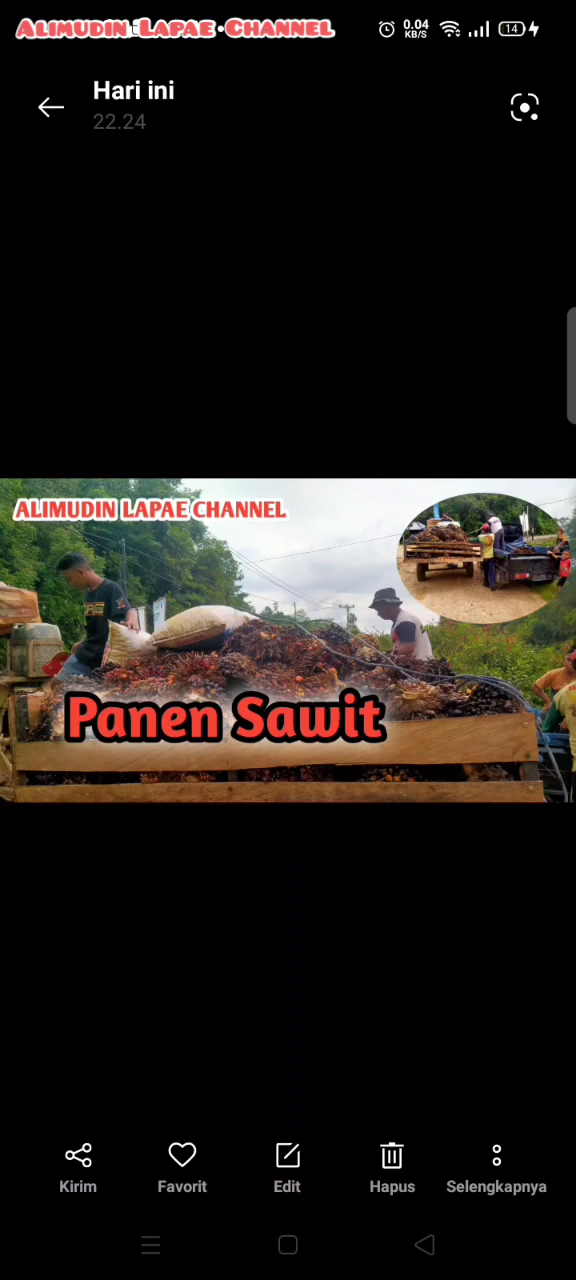 ALIMUDIN LAPAE•CHANNEL
0.04
KB/S
14
Hari ini
22.24
ALIMUDIN LAPAE CHANNEL
Panen Sawit
Kirim
Favorit
Edit
Hapus
Selengkapnya